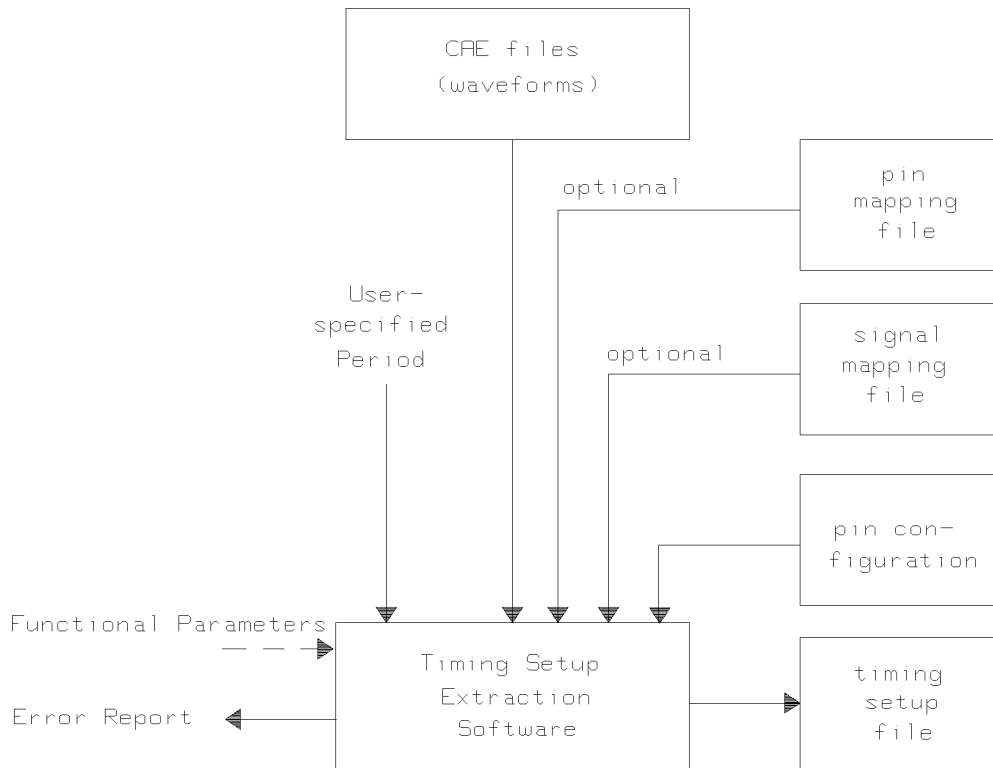 CAE files
(waveforms)
optional
pin
mapping
file
User-
specified
Period
optional
signal
mapping
file
pin con-
figuration
Functional Parameters
Timing Setup
Extraction
Software
timing
setup
file
Error Report